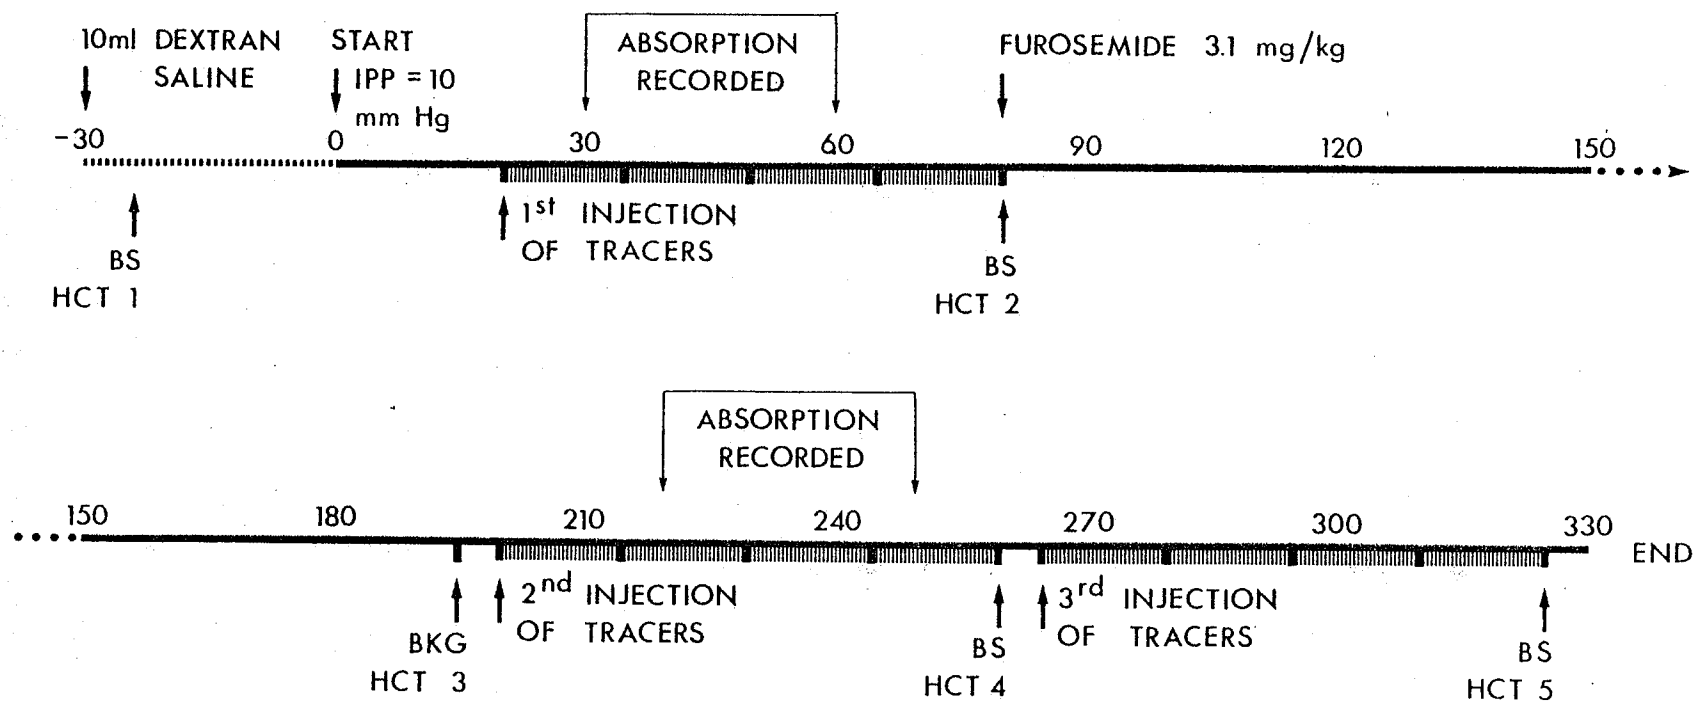 10ml DEXTRAN
SALINE
START
IPP = 10
mm Hg
ABSORPTION
RECORDED
FUROSEMIDE 3.1 mg/kg
-30 0 30 60 90 120 150
BS
HCT 1
1st INJECTION
OF TRACERS
BS
HCT 2
ABSORPTION
RECORDED
150 180 210 240 270 300 330
END
BKG
HCT 3
2nd INJECTION
OF TRACERS
BS
HCT 4
3rd INJECTION
OF TRACERS
BS
HCT 5